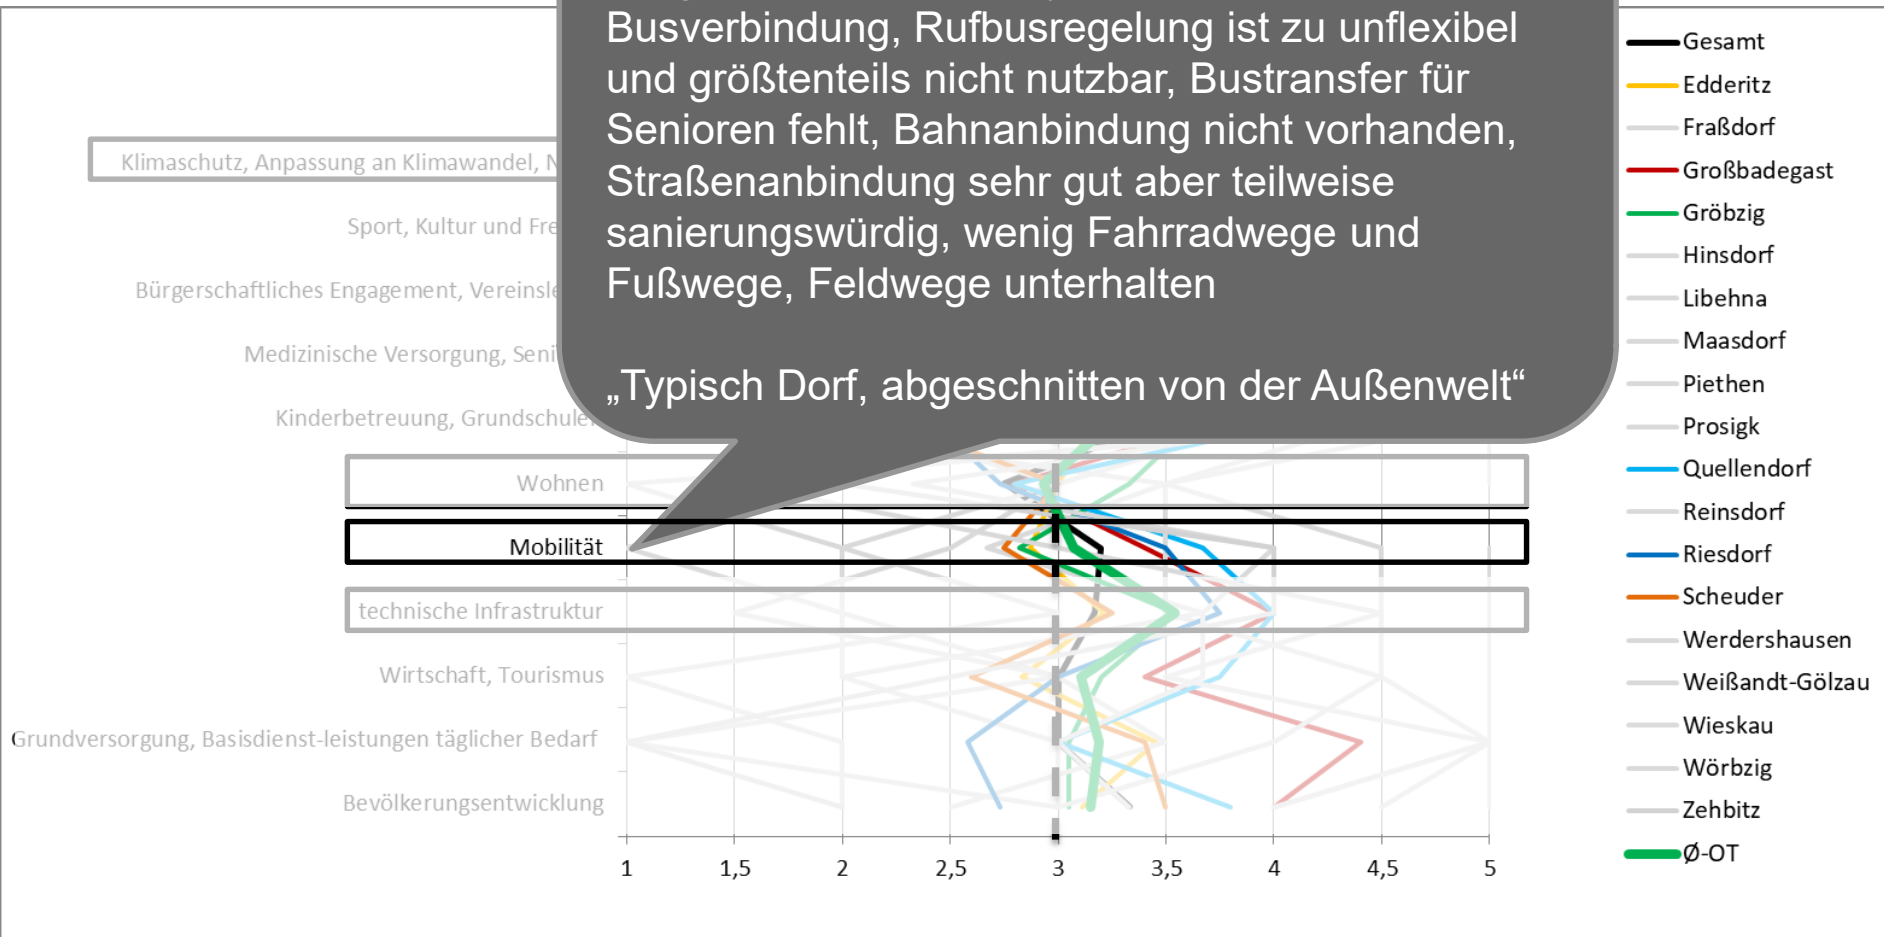 Busverbindung, Rufbusregelung ist zu unflexibel
und größtenteils nicht nutzbar, Bustransfer für
Senioren fehlt, Bahnanbindung nicht vorhanden,
Straßenanbindung sehr gut aber teilweise
sanierungswürdig, wenig Fahrradwege und
Fußwege, Feldwege unterhalten
„Typisch Dorf, abgeschnitten von der Außenwelt“
Klimaschutz, Anpassung an Klimawandel,
Sport, Kultur und
Bürgerschaftliches Engagement,
Medizinische Versorgung,
Kinderbetreuung,
Wohnen
Mobilität
technische Infrastruktur
Wirtschaft, Tourismus
Grundversorgung, Basisdienst-leistungen täglicher Bedarf
Bevölkerungsentwicklung
1 1,5 2 2,5 3 3,5 4 4,5 5
Gesamt
Edderitz
Fraßdorf
Großbadegast
Gröbzig
Hinsdorf
Libehna
Maasdorf
Piethen
Prosigk
Quellendorf
Reinsdorf
Riesdorf
Scheuder
Werdershausen
Weißandt-Gölzau
Wieskau
Wörbzig
Zehbitz
Ø-OT